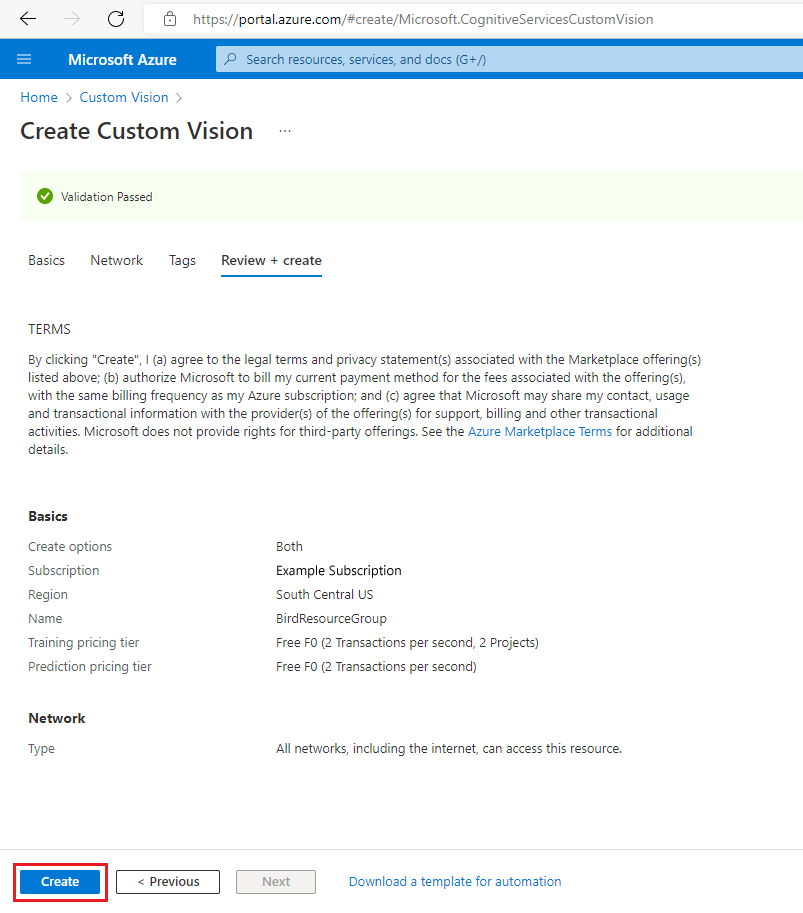 https://portal.azure.com/#create/Microsoft.CognitiveServicesCustomVision
Microsoft Azure
Search resources, services, and docs (G+/)
Home > Custom Vision >
Create Custom Vision ...
Validation Passed
Basics Network Tags Review + create
TERMS
By clicking "Create", I (a) agree to the legal terms and privacy statement(s) associated with the Marketplace offering(s)
listed above; (b) authorize Microsoft to bill my current payment method for the fees associated with the offering(s),
with the same billing frequency as my Azure subscription; and (c) agree that Microsoft may share my contact, usage
and transactional information with the provider(s) of the offering(s) for support, billing and other transactional
activities. Microsoft does not provide rights for third-party offerings. See the Azure Marketplace Terms for additional
details.
Basics
Create options Both
Subscription Example Subscription
Region South Central US
Name BirdResourceGroup
Training pricing tier Free F0 (2 Transactions per second, 2 Projects)
Prediction pricing tier Free F0 (2 Transactions per second)
Network
Type All networks, including the internet, can access this resource.
Create < Previous Next Download a template for automation